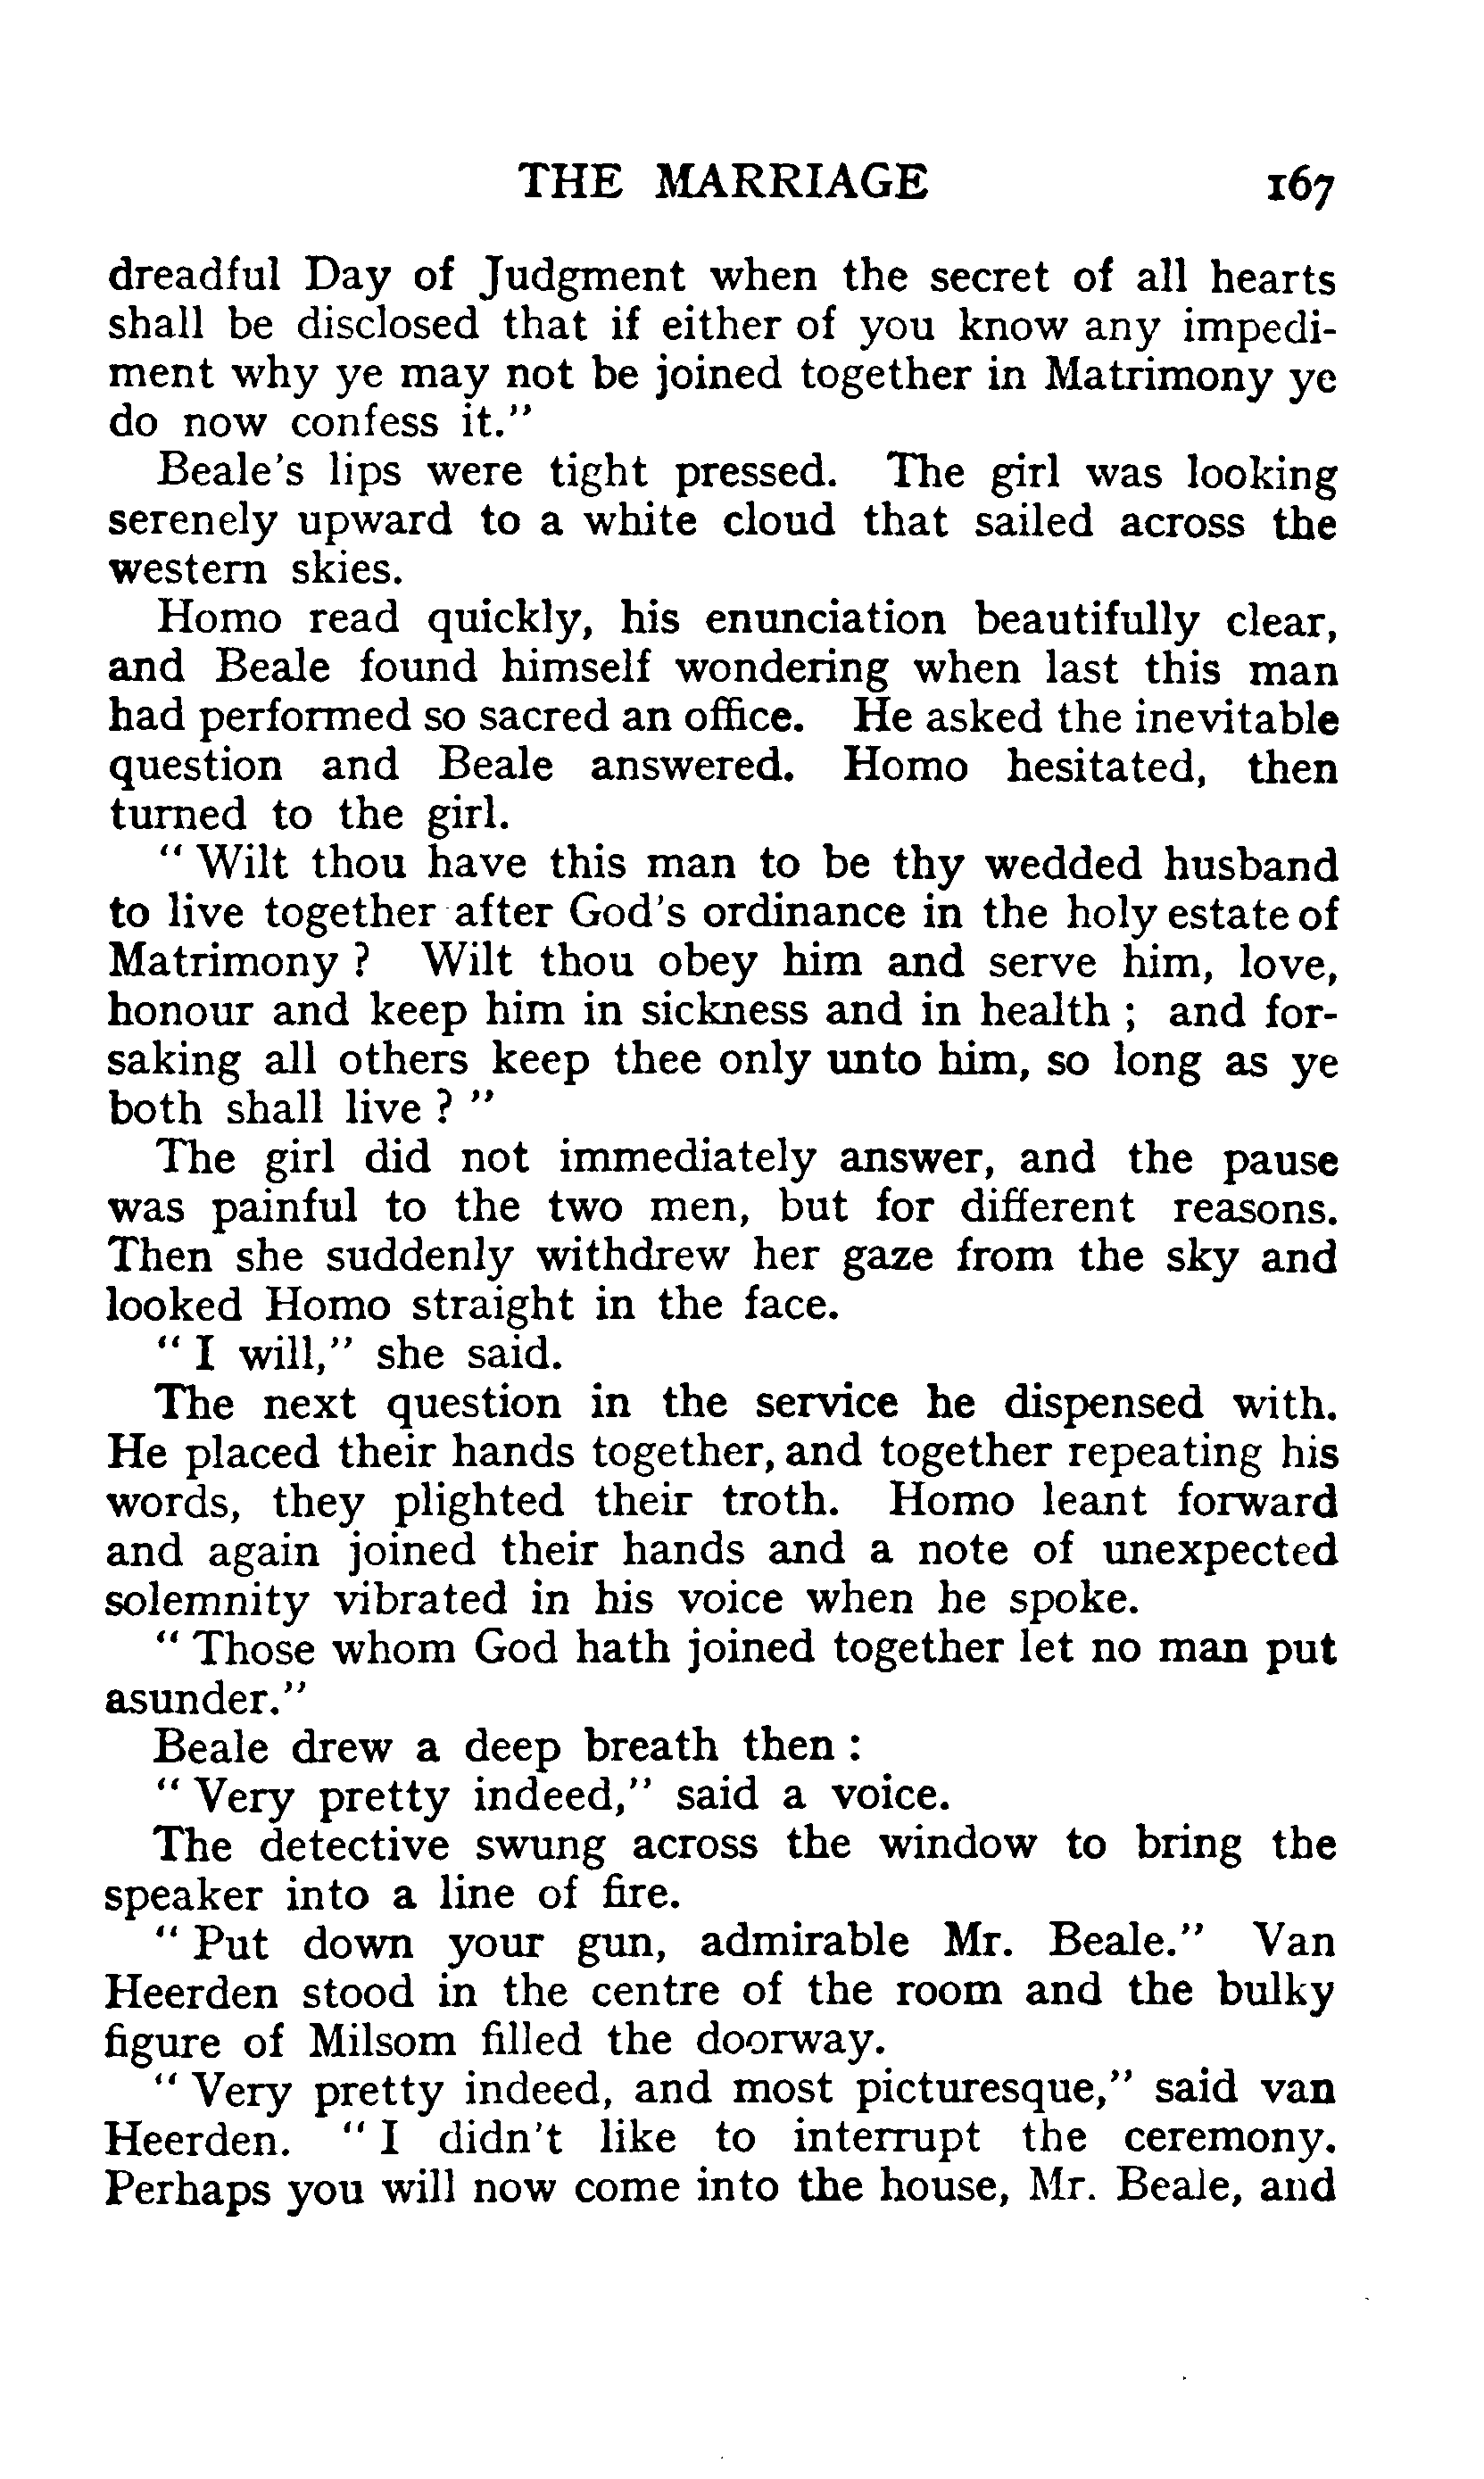 THE MARRIAGE 167
dreadful Day of Judgment when the secret of all hearts
shall be disclosed that if either of you know any impedi-
ment why ye may not be joined together in Matrimony ye
do now confess it."
Beale's lips were tight pressed. The girl was looking
serenely upward to a white cloud that sailed across the
western skies.
Homo read quickly, his enunciation beautifully clear,
and Beale found himself wondering when last this man
had performed so sacred an office. He asked the inevitable
question and Beale answered. Homo hesitated, then
turned to the girl.
" Wilt thou have this man to be thy wedded husband
to live together after God's ordinance in the holy estate of
Matrimony ? Wilt thou obey him and serve him, love,
honour and keep him in sickness and in health ; and for-
saking all others keep thee only unto him, so long as ye
both shall live ? "
The girl did not immediately answer, and the pause
was painful to the two men, but for different reasons.
Then she suddenly withdrew her gaze from the sky and
looked Homo straight in the face.
" I will," she said.
The next question in the service he dispensed with.
He placed their hands together, and together repeating his
words, they plighted their troth. Homo leant forward
and again joined their hands and a note of unexpected
solemnity vibrated in his voice when he spoke.
" Those whom God hath joined together let no man put
asunder."
Beale drew a deep breath then :
" Very pretty indeed," said a voice.
The detective swung across the window to bring the
speaker into a line of fire.
" Put down your gun, admirable Mr. Beale." Van
Heerden stood in the centre of the room and the bulky
figure of Milsom filled the doorway.
" Very pretty indeed, and most picturesque," said van
Heerden. " I didn't like to interrupt the ceremony.
Perhaps you will now come into the house, Mr. Beale, and